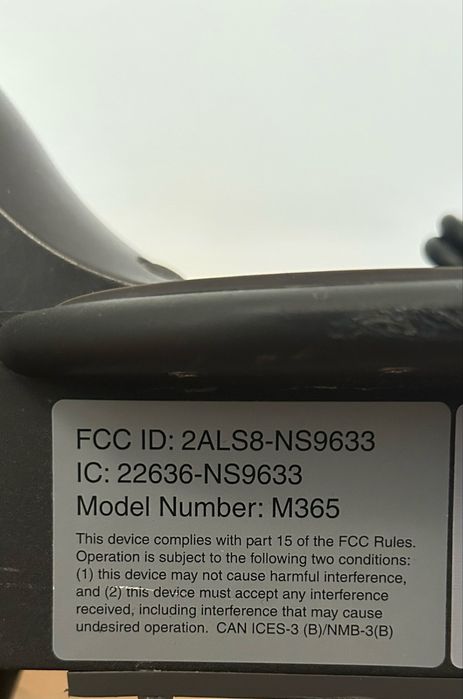 FCC ID: 2ALS8-NS9633
IC: 22636-NS9633
Model Number: M365
This device complies with part 15 of the FCC Rules.
Operation is subject to the following two conditions:
(1) this device may not cause harmful interference,
and (2) this device must accept any interference
received, including interference that may cause
undesired operation. CAN ICES-3 (B)/NMB-3(B)